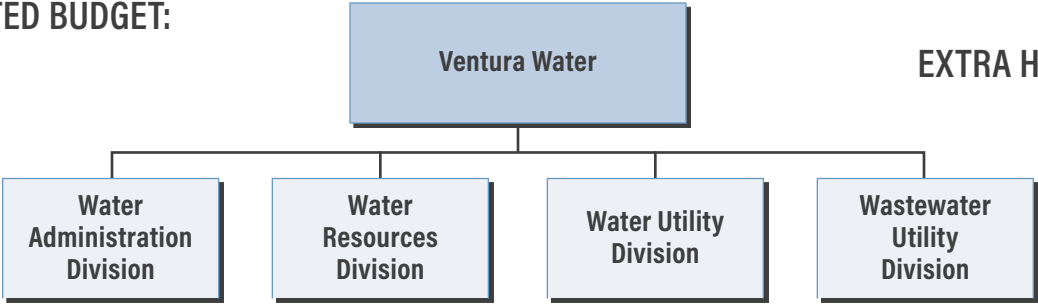 TED BUDGET:
Ventura Water
EXTRA H
Water
Administration
Division
Water
Resources
Division
Water Utility
Division
Wastewater
Utility
Division